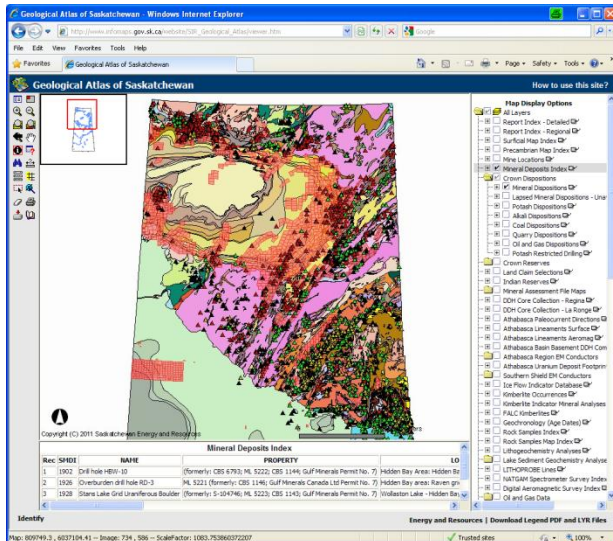 Geological Atlas of Saskatchewan - Windows Internet Explorer
http://www.infomaps.gov.sk.ca/website/SIR_Geological_Atlas/viewer.htm
Google
File Edit View Favorites Tools Help
Favorites
Geological Atlas of Saskatchewan
Page Safety Tools
Geological Atlas of Saskatchewan
How to use this site?
Map Display Options
All Layers
Report Index - Detailed
Report Index - Regional
Surficial Map Index
Precambrian Map Index
Mine Locations
Mineral Deposits Index
Crown Dispositions
Mineral Dispositions
Lapsed Mineral Dispositions - Una
Potash Dispositions
Alkali Dispositions
Coal Dispositions
Quarry Dispositions
Oil and Gas Dispositions
Potash Restricted Drilling
Crown Reserves
Land Claim Selections
Indian Reserves
Mineral Assessment File Maps
DDH Core Collection - Regina
DDH Core Collection - La Ronge
Athabasca Paleocurrent Directions
Athabasca Lineaments Surface
Athabasca Lineaments Aeromag
Athabasca Basin Basement DDH Com
Athabasca Region EM Conductors
Athabasca Uranium Deposit Footprin
Southern Shield EM Conductors
Ice Flow Indicator Database
Kimberlite Occurrences
Kimberlite Indicator Mineral Analyses
FALC Kimberlites
Geochronology (Age Dates)
Rock Samples Index
Rock Samples Map Index
Lithogeochemistry Analyses
Lake Sediment Geochemistry Analyse
LITHOPROBE Lines
NATGAM Spectrometer Survey Index
Digital Aeromagnetic Survey Index
Oil and Gas Data
Copyright (C) 2011 Saskatchewan Energy and Resources
Mineral Deposits Index
Rec SMDI NAME PROPERTY LO
1 1902 Drill hole HBW-10 (formerly: CBS 6793; ML 5222; CBS 1144; Gulf Minerals Permit No. 7) Hidden Bay Area: Hidden Ba
2 1926 Overburden drill hole RD-3 ML 5221 (formerly: CBS 1146; Gulf Minerals Canada Ltd Permit No. 7) Hidden Bay area: Raven gri
3 1928 Stans Lake Grid Uraniferous Boulder (formerly: S-104746; ML 5223; CBS 1143; Gulf Minerals Permit No. 7) Wollaston Lake - Hidden Bay
Identify
Energy and Resources | Download Legend PDF and LYR Files
Map: 809749.3 , 6037104.41 -- Image: 734 , 586 -- ScaleFactor: 1083.753860372207
Trusted sites
100%